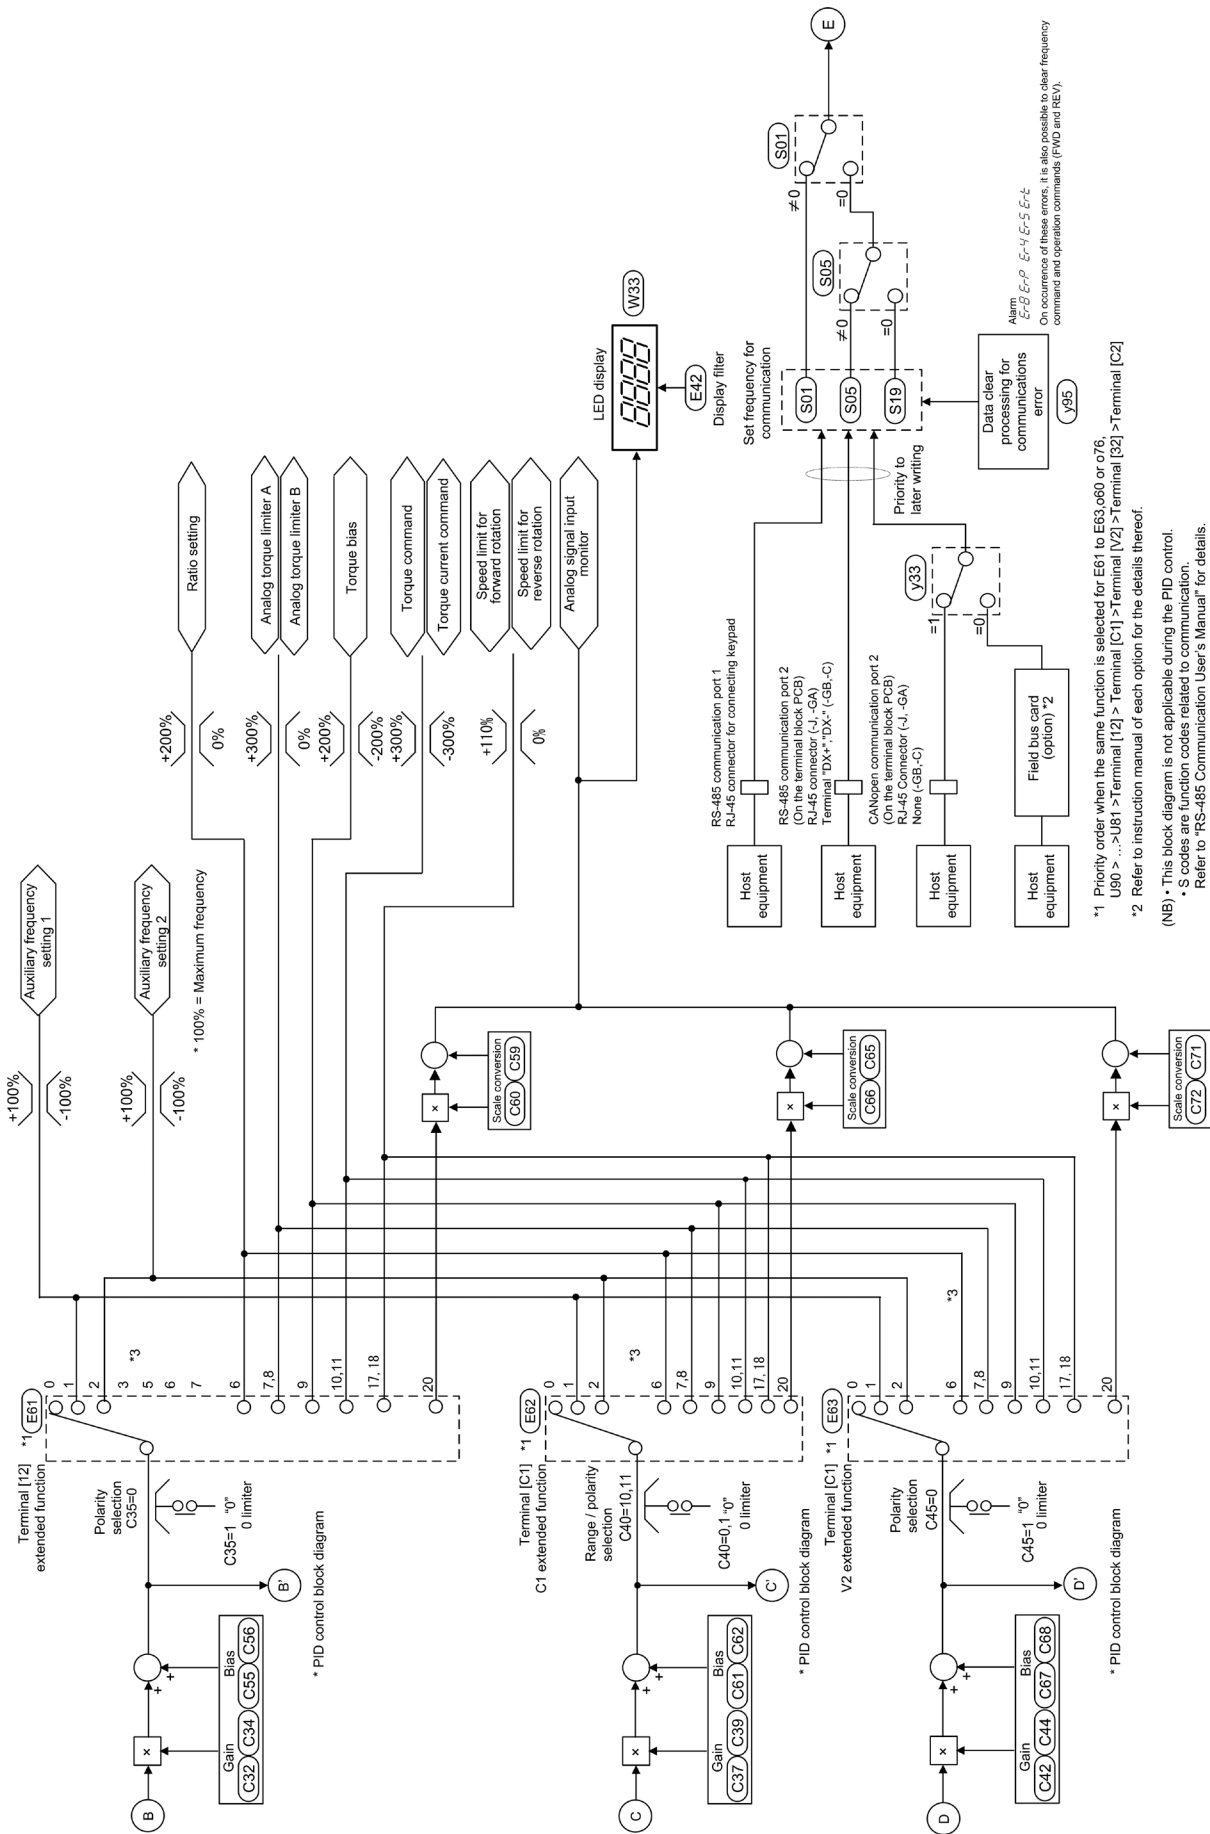 Auxiliary frequency
setting 1
+100%
-100%
Auxiliary frequency
setting 2
+100%
-100%
* 100% = Maximum frequency
Ratio setting
+200%
0%
Analog torque limiter A
Analog torque limiter B
+300%
0%
Torque bias
+200%
-200%
Torque command
Torque current command
+300%
-300%
Speed limit for
forward rotation
Speed limit for
reverse rotation
+110%
0%
Analog signal input
monitor
LED display
8888
W33
E42
Display filter
Terminal [12]
extended function
*1
E61
0
1
2
3
5
6
7
*3
6
7,8
9
10,11
17, 18
20
Polarity
selection
C35=0
C35=1 "0"
0 limiter
B
×
+
+
Gain
Bias
C32
C34
C55
C56
B'
* PID control block diagram
×
Scale conversion
C60
C59
Terminal [C1]
C1 extended function
*1
E62
0
1
2
*3
6
7,8
9
10,11
17, 18
20
Range / polarity
selection
C40=10,11
C40=0,1 "0"
0 limiter
C
×
+
+
Gain
Bias
C37
C39
C61
C62
C'
* PID control block diagram
×
Scale conversion
C66
C65
Terminal [C1]
V2 extended function
*1
E63
0
1
2
*3
6
7,8
9
10,11
17, 18
20
Polarity
selection
C45=0
C45=1 "0"
0 limiter
D
×
+
+
Gain
Bias
C42
C44
C67
C68
D'
* PID control block diagram
×
Scale conversion
C72
C71
RS-485 communication port 1
RJ-45 connector for connecting keypad
Host
equipment
RS-485 communication port 2
(On the terminal block PCB)
RJ-45 connector (-J, -GA)
Terminal "DX+","DX-" (-GB,-C)
Host
equipment
CANopen communication port 2
(On the terminal block PCB)
RJ-45 Connector (-J, -GA)
None (-GB,-C)
Host
equipment
Field bus card
(option) *2
Host
equipment
y33
=1
=0
Priority to
later writing
Set frequency for
communication
S01
S05
S19
Data clear
processing for
communications
error
y95
S05
≠0
=0
S01
≠0
=0
E
Alarm
Er8 ErP Er4 Er5 Ert
On occurrence of these errors, it is also possible to clear frequency
command and operation commands (FWD and REV).
*1 Priority order when the same function is selected for E61 to E63,o60 or o76,
U90 > ...>U81 >Terminal [12] > Terminal [C1] >Terminal [V2] >Terminal [32] >Terminal [C2]
*2 Refer to instruction manual of each option for the details thereof.
(NB) • This block diagram is not applicable during the PID control.
• S codes are function codes related to communication.
Refer to "RS-485 Communication User's Manual" for details.